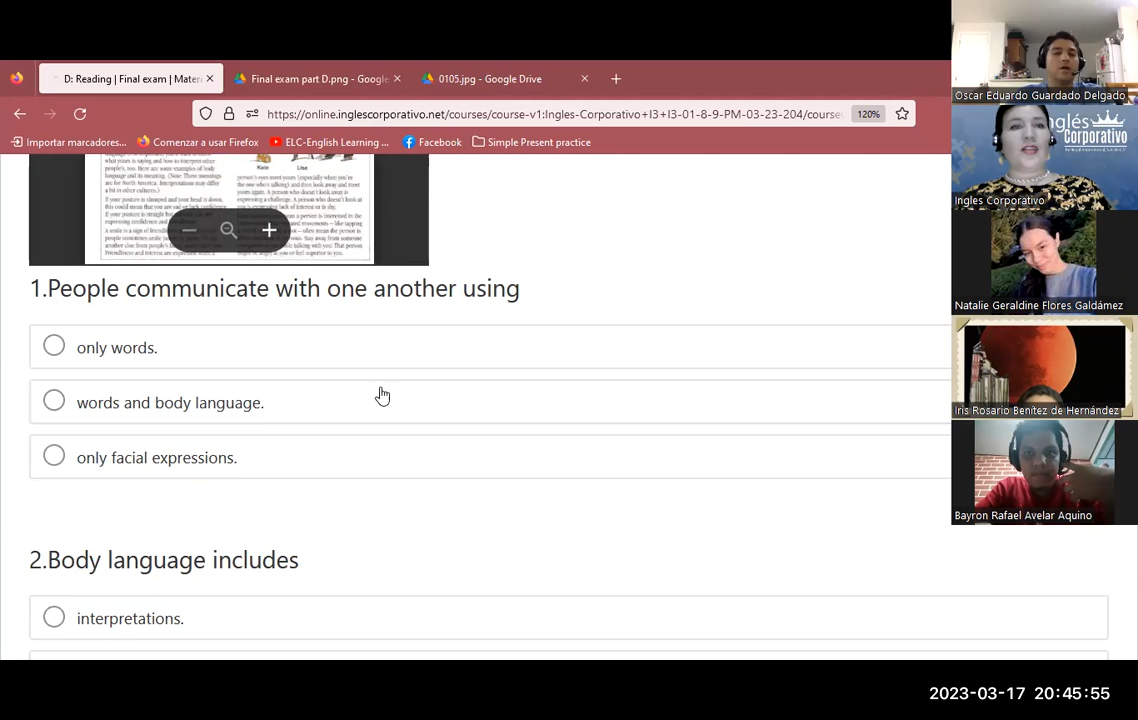 D: Reading | Final exam | Mater
Final exam part D.png - Google
0105.jpg - Google Drive
https://online.inglescorporativo.net/courses/course-v1:Ingles-Corporativo+I3+I3-01-8-9-PM-03-23-204/course
120%
Importar marcadores...
Comenzar a usar Firefox
ELC-English Learning ...
Facebook
Simple Present practice
Kate
Lisa
1.People communicate with one another using
only words.
words and body language.
only facial expressions.
2.Body language includes
interpretations.
Oscar Eduardo Guardado Delgado
Inglés
Corporativo
Ingles Corporativo
Natalie Geraldine Flores Galdámez
Iris Rosario Benítez de Hernández
Bayron Rafael Avelar Aquino
2023-03-17 20:45:55